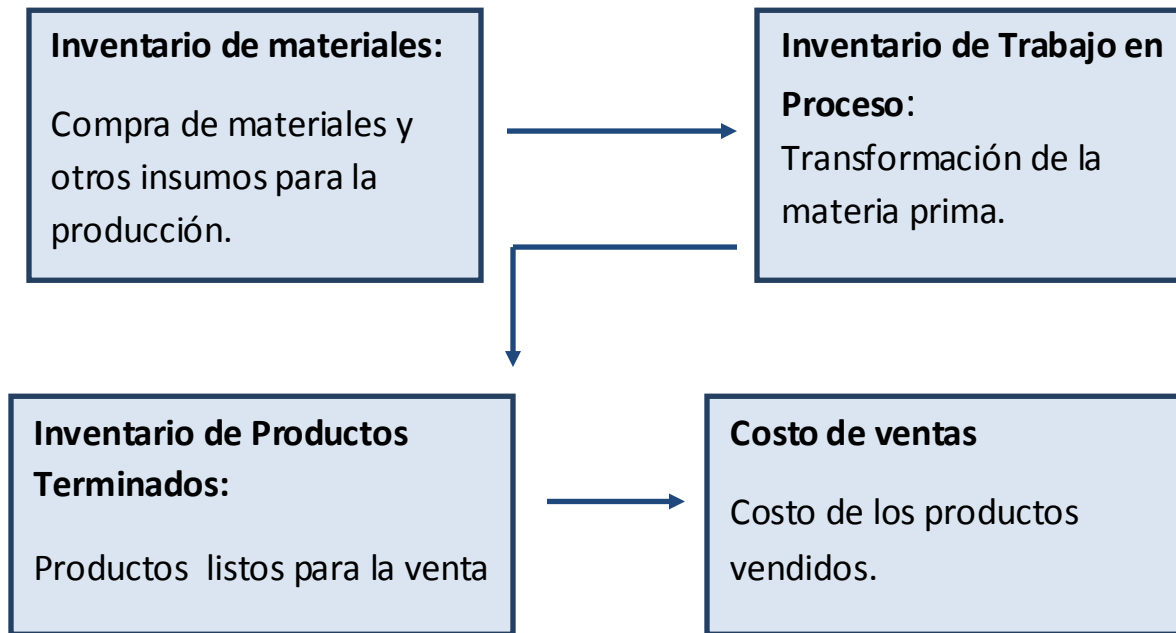 Inventario de materiales:
Compra de materiales y
otros insumos para la
producción.
Inventario de Trabajo en
Proceso:
Transformación de la
materia prima.
Inventario de Productos
Terminados:
Productos  listos para la venta
Costo de ventas
Costo de los productos
vendidos.